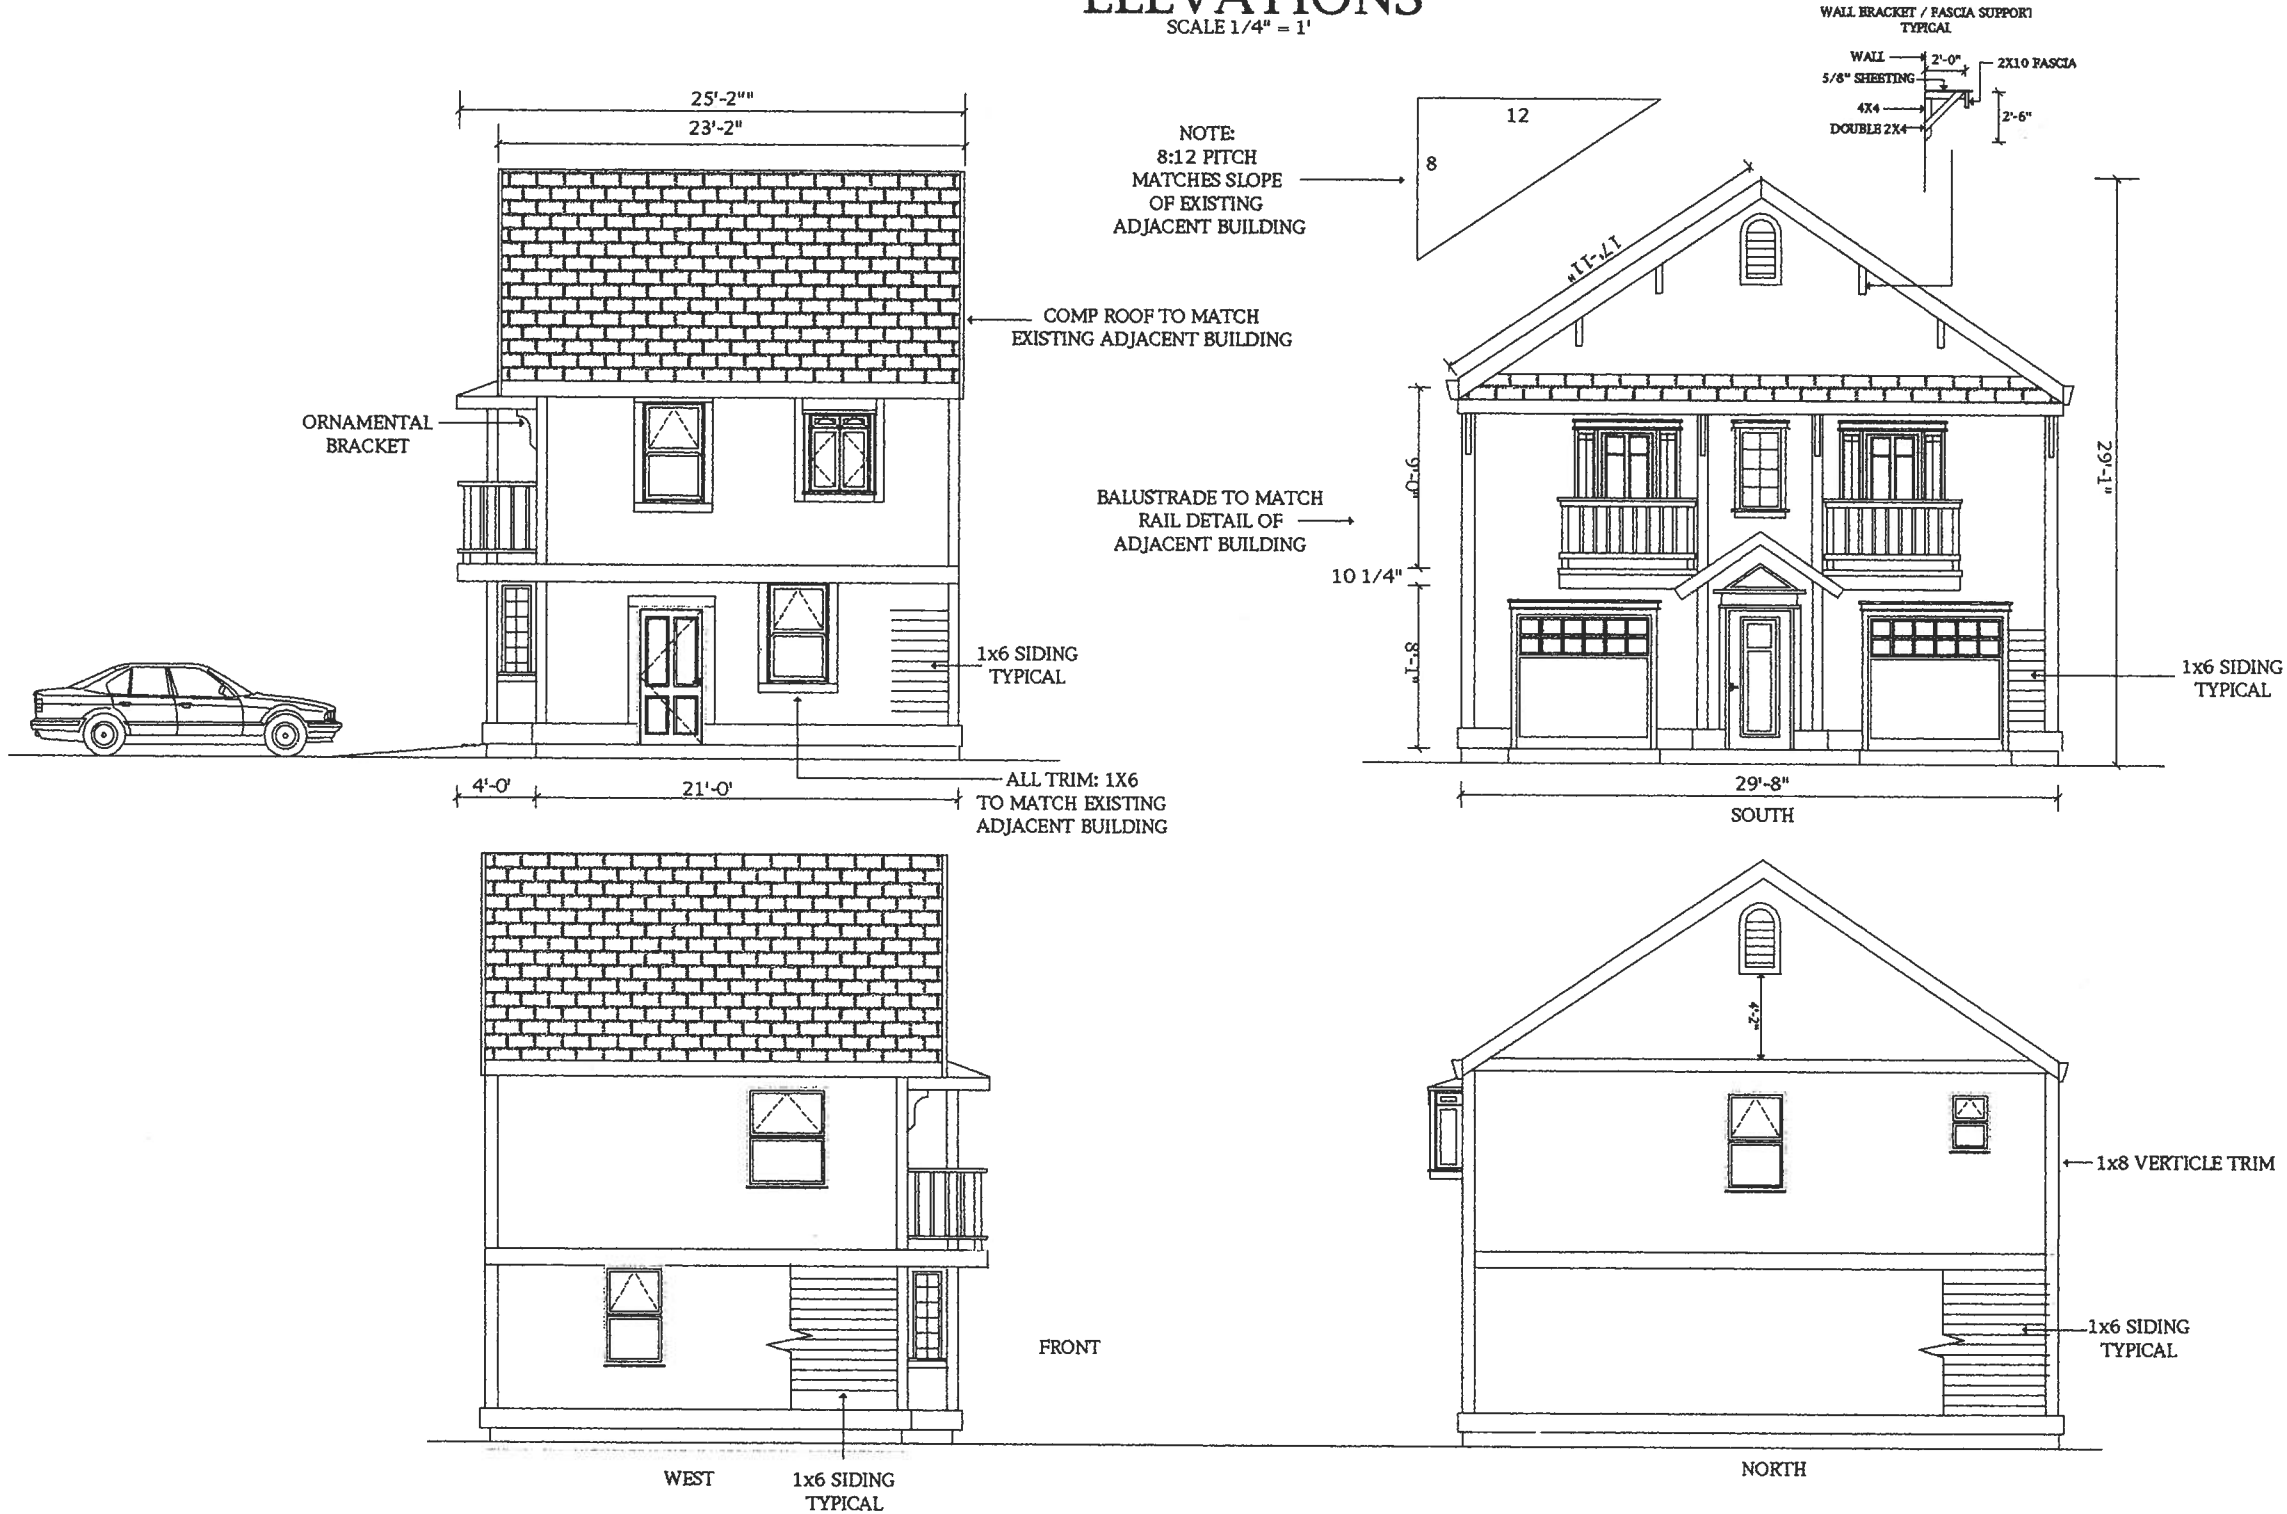 ELEVATIONS
SCALE 1/4" = 1'
WALL BRACKET / FASCIA SUPPORT
TYPICAL
WALL
2'-0"
2X10 FASCIA
5/8" SHEETING
4X4
DOUBLE 2X4
2'-6"
25'-2""
23'-2"
NOTE:
8:12 PITCH
MATCHES SLOPE
OF EXISTING
ADJACENT BUILDING
12
8
17'-11"
COMP ROOF TO MATCH
EXISTING ADJACENT BUILDING
ORNAMENTAL
BRACKET
BALUSTRADE TO MATCH
RAIL DETAIL OF
ADJACENT BUILDING
9'-0"
10 1/4"
8'-1"
29'-1"
1x6 SIDING
TYPICAL
1x6 SIDING
TYPICAL
4'-0'
21'-0'
ALL TRIM: 1X6
TO MATCH EXISTING
ADJACENT BUILDING
29'-8"
SOUTH
4'-2"
1x8 VERTICLE TRIM
FRONT
1x6 SIDING
TYPICAL
WEST
1x6 SIDING
TYPICAL
NORTH